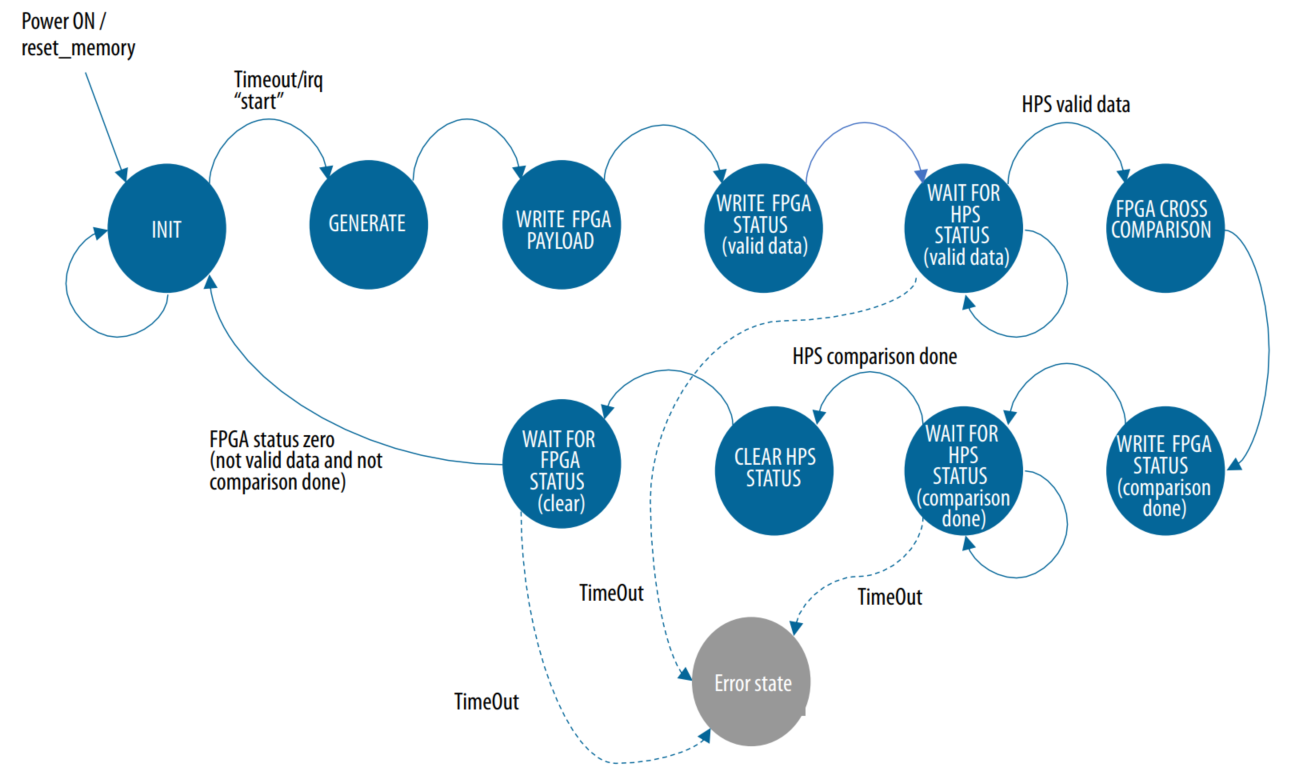 Power ON /
reset_memory
Timeout/irq
“start”
HPS valid data
INIT
GENERATE
WRITE FPGA
PAYLOAD
WRITE FPGA
STATUS
(valid data)
WAIT FOR
HPS
STATUS
(valid data)
FPGA CROSS
COMPARISON
HPS comparison done
FPGA status zero
(not valid data and not
comparison done)
WAIT FOR
FPGA
STATUS
(clear)
CLEAR HPS
STATUS
WAIT FOR
HPS
STATUS
(comparison
done)
WRITE FPGA
STATUS
(comparison
done)
TimeOut
TimeOut
TimeOut
Error state